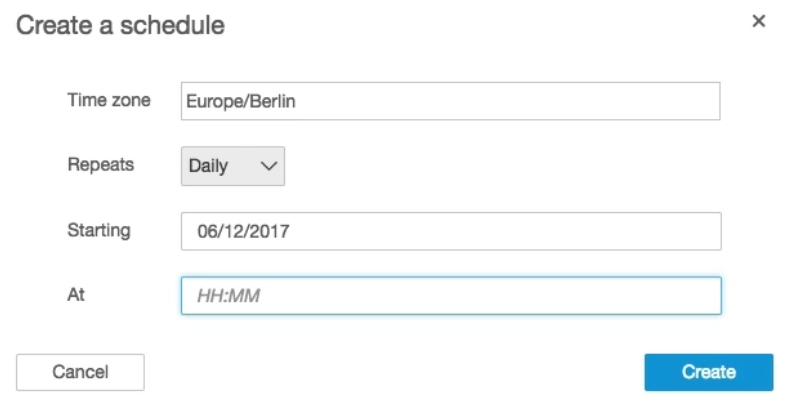 Create a schedule ×
Time zone Europe/Berlin
Repeats Daily
Starting 06/12/2017
At HH:MM
Cancel Create